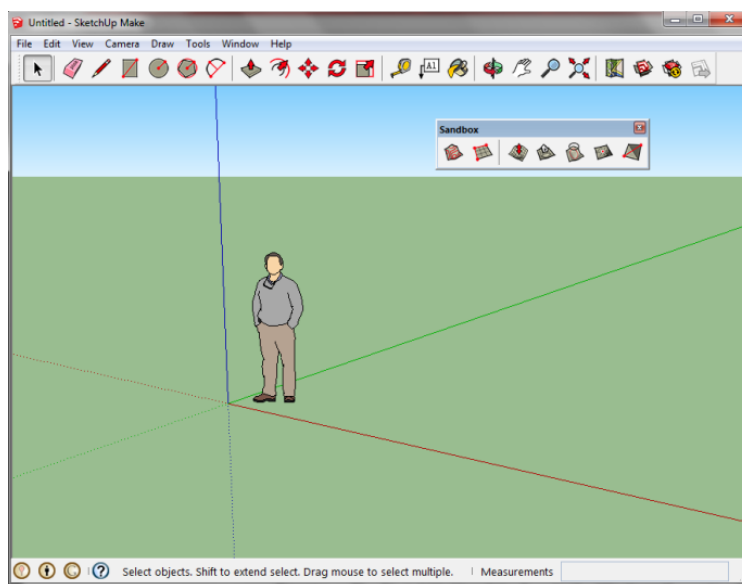 Untitled - SketchUp Make
File Edit View Camera Draw Tools Window Help
A1
Sandbox
Select objects. Shift to extend select. Drag mouse to select multiple. Measurements